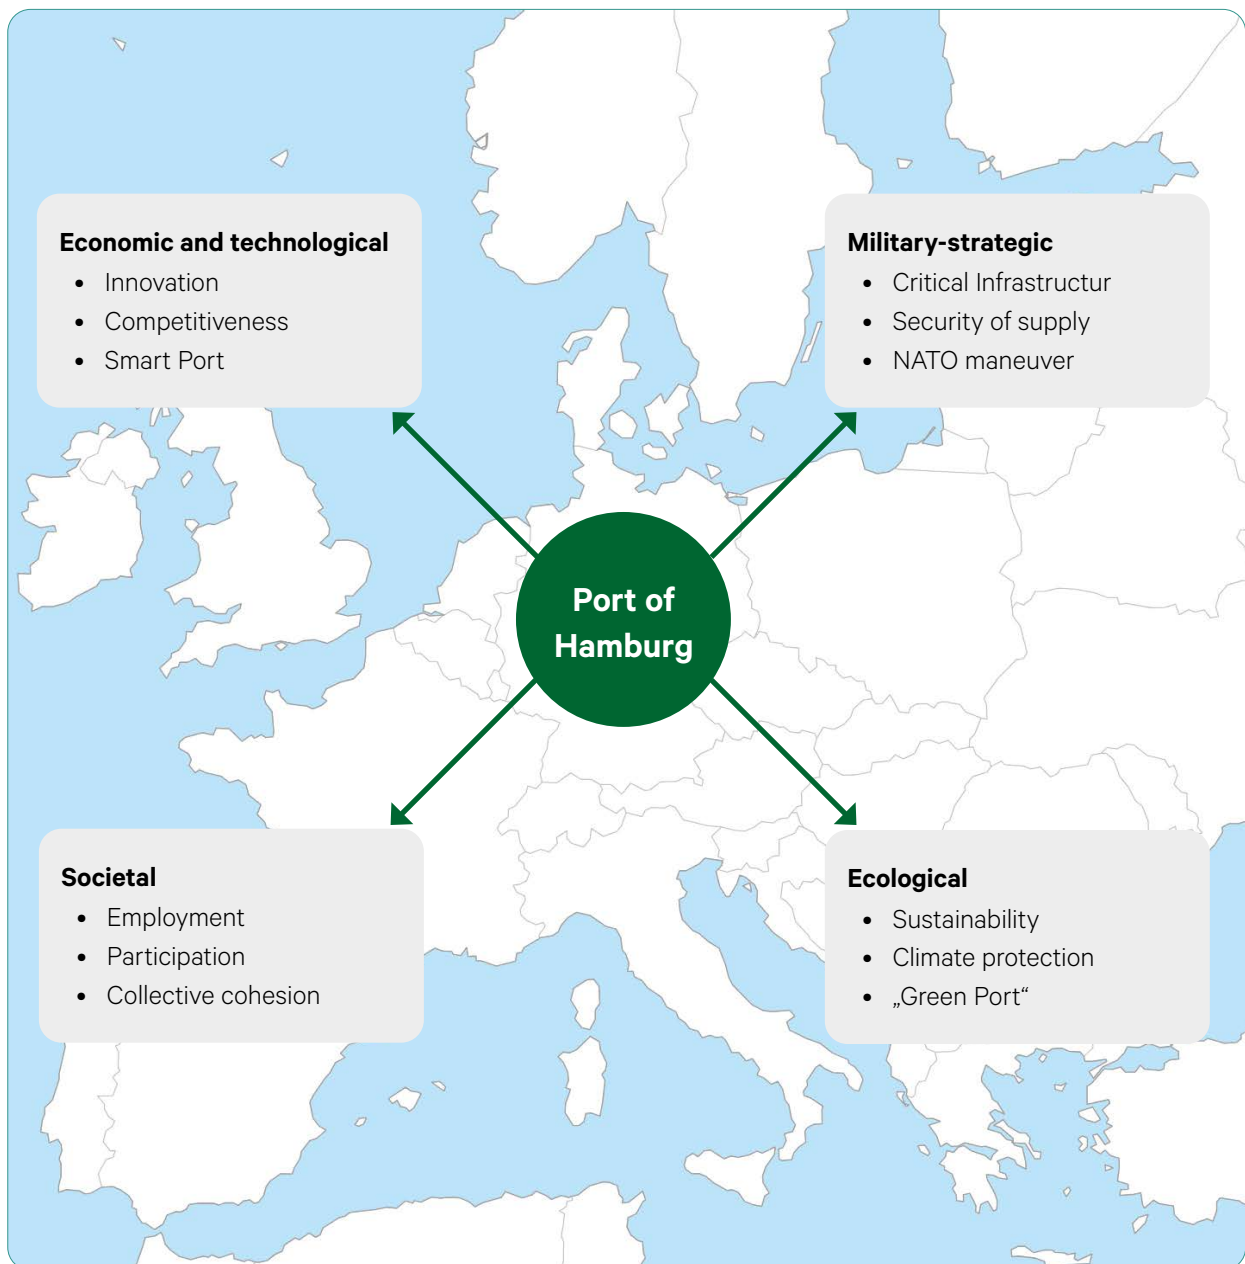 Economic and technological
• Innovation
• Competitiveness
• Smart Port
Military-strategic
• Critical Infrastructur
• Security of supply
• NATO maneuver
Port of
Hamburg
Societal
• Employment
• Participation
• Collective cohesion
Ecological
• Sustainability
• Climate protection
• „Green Port“